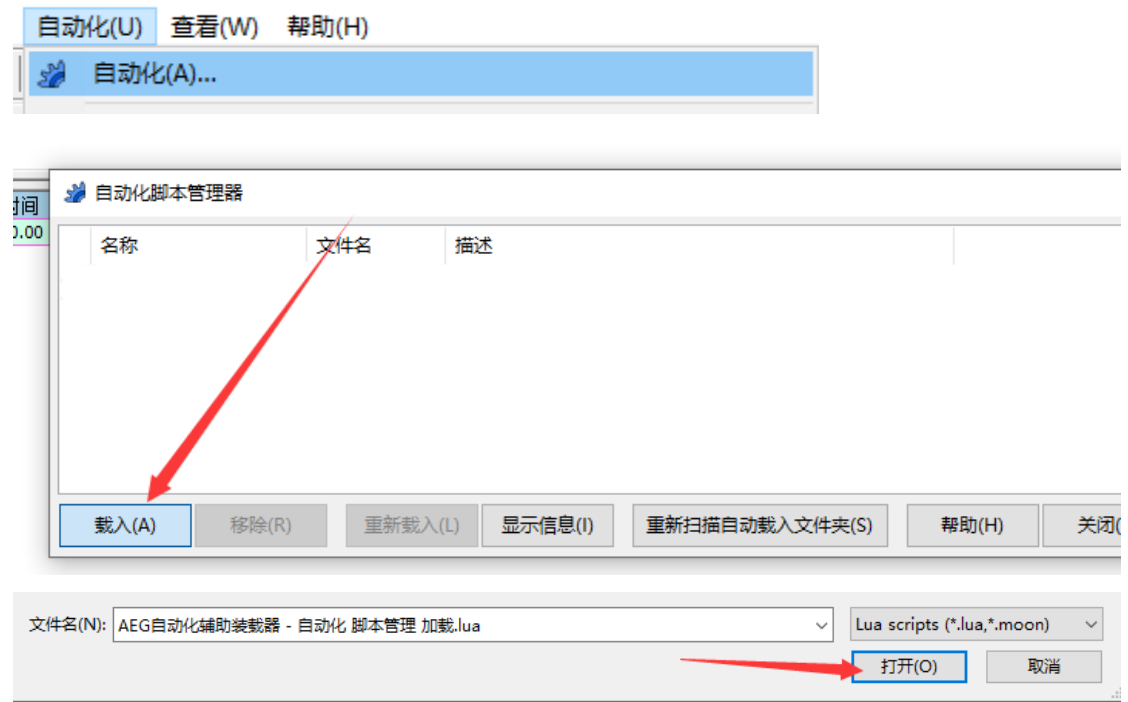 自动化(U) 查看(W) 帮助(H)
自动化(A)...
自动化脚本管理器
时间
0.00
名称 文件名 描述
载入(A) 移除(R) 重新载入(L) 显示信息(I) 重新扫描自动载入文件夹(S) 帮助(H) 关闭(
文件名(N): AEG自动化辅助装载器 - 自动化 脚本管理 加载.lua Lua scripts (*.lua,*.moon)
打开(O) 取消